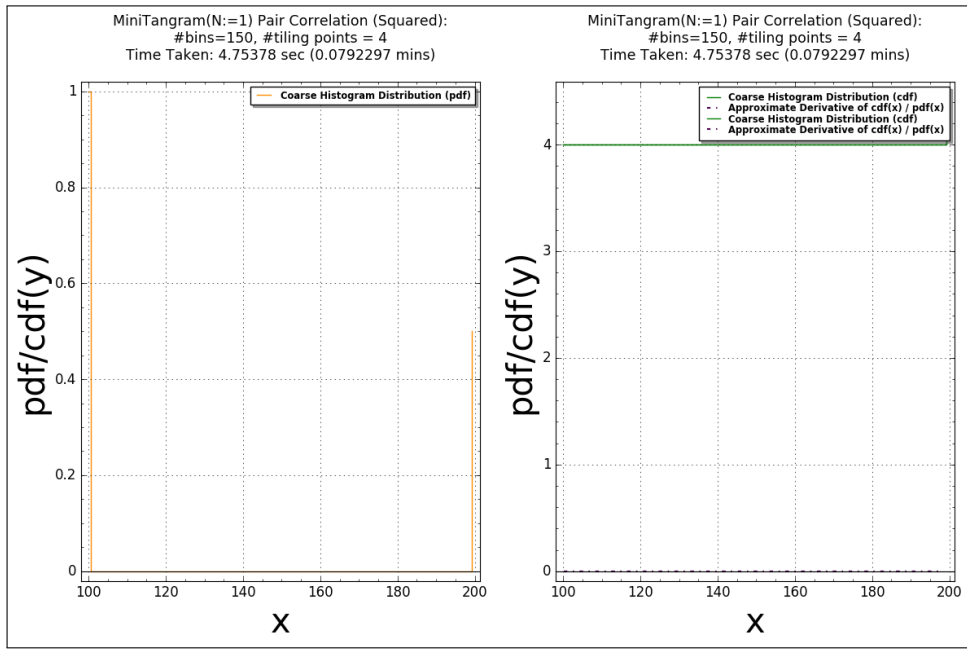 MiniTangram(N:=1) Pair Correlation (Squared):
#bins=150, #tiling points = 4
Time Taken: 4.75378 sec (0.0792297 mins)
Coarse Histogram Distribution (pdf)
1
0.8
0.6
0.4
0.2
0
pdf/cdf(y)
100 120 140 160 180 200
x
MiniTangram(N:=1) Pair Correlation (Squared):
#bins=150, #tiling points = 4
Time Taken: 4.75378 sec (0.0792297 mins)
Coarse Histogram Distribution (cdf)
Approximate Derivative of cdf(x) / pdf(x)
Coarse Histogram Distribution (cdf)
Approximate Derivative of cdf(x) / pdf(x)
4
3
2
1
0
pdf/cdf(y)
100 120 140 160 180 200
x